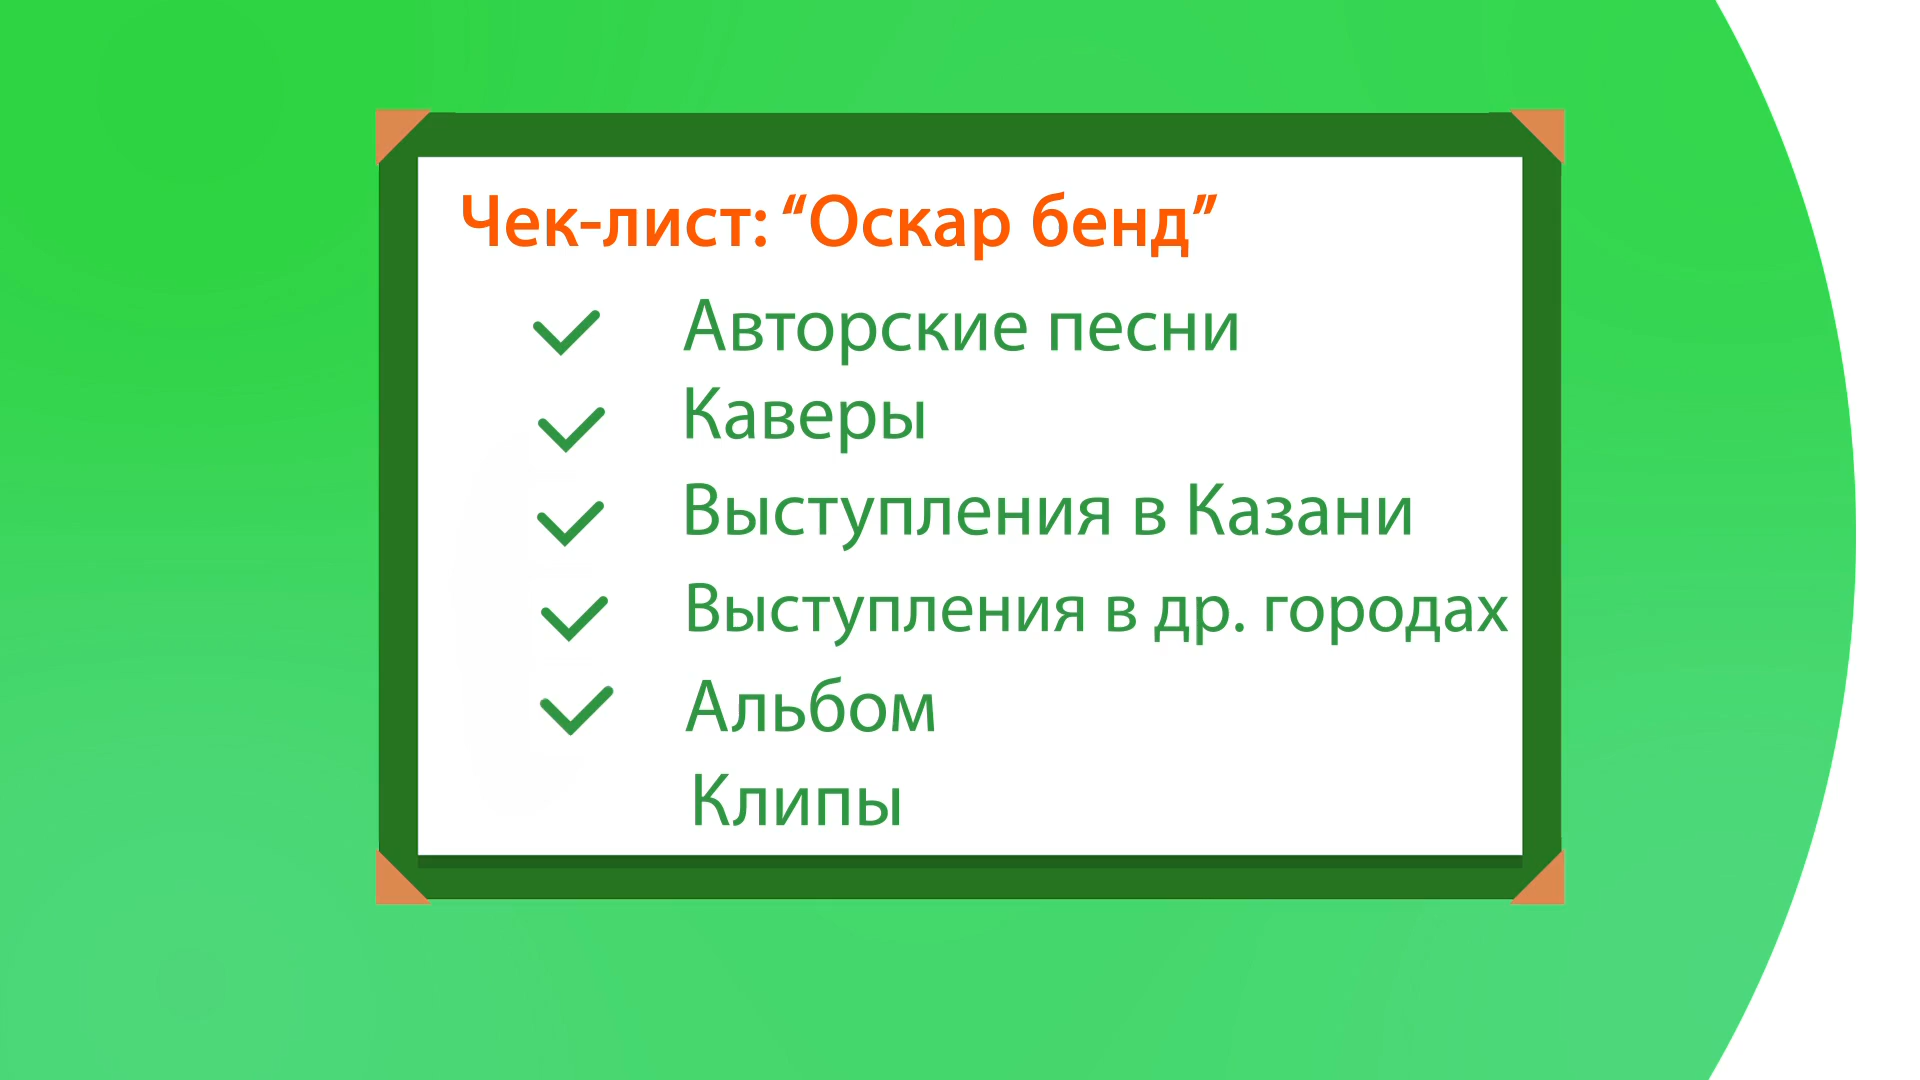 Чек-лист: “Оскар бенд”
Авторские песни
Каверы
Выступления в Казани
Выступления в др. городах
Альбом
Клипы